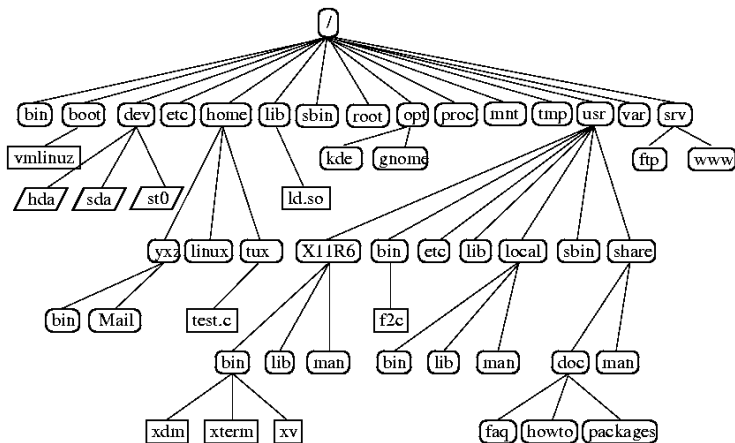 /
bin boot dev etc home lib sbin root opt proc mnt tmp usr var srv
vmlinuz kde gnome ftp www
hda sda st0 ld.so
yxz linux tux X11R6 bin etc lib local sbin share
bin Mail test.c f2c
bin lib man bin lib man doc man
xdm xterm xv faq howto packages